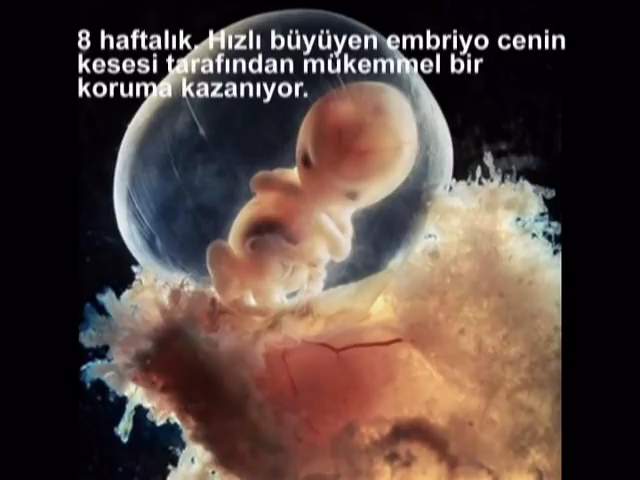 8 haftalık. Hızlı büyüyen embriyo cenin
kesesi tarafından mükemmel bir
koruma kazanıyor.